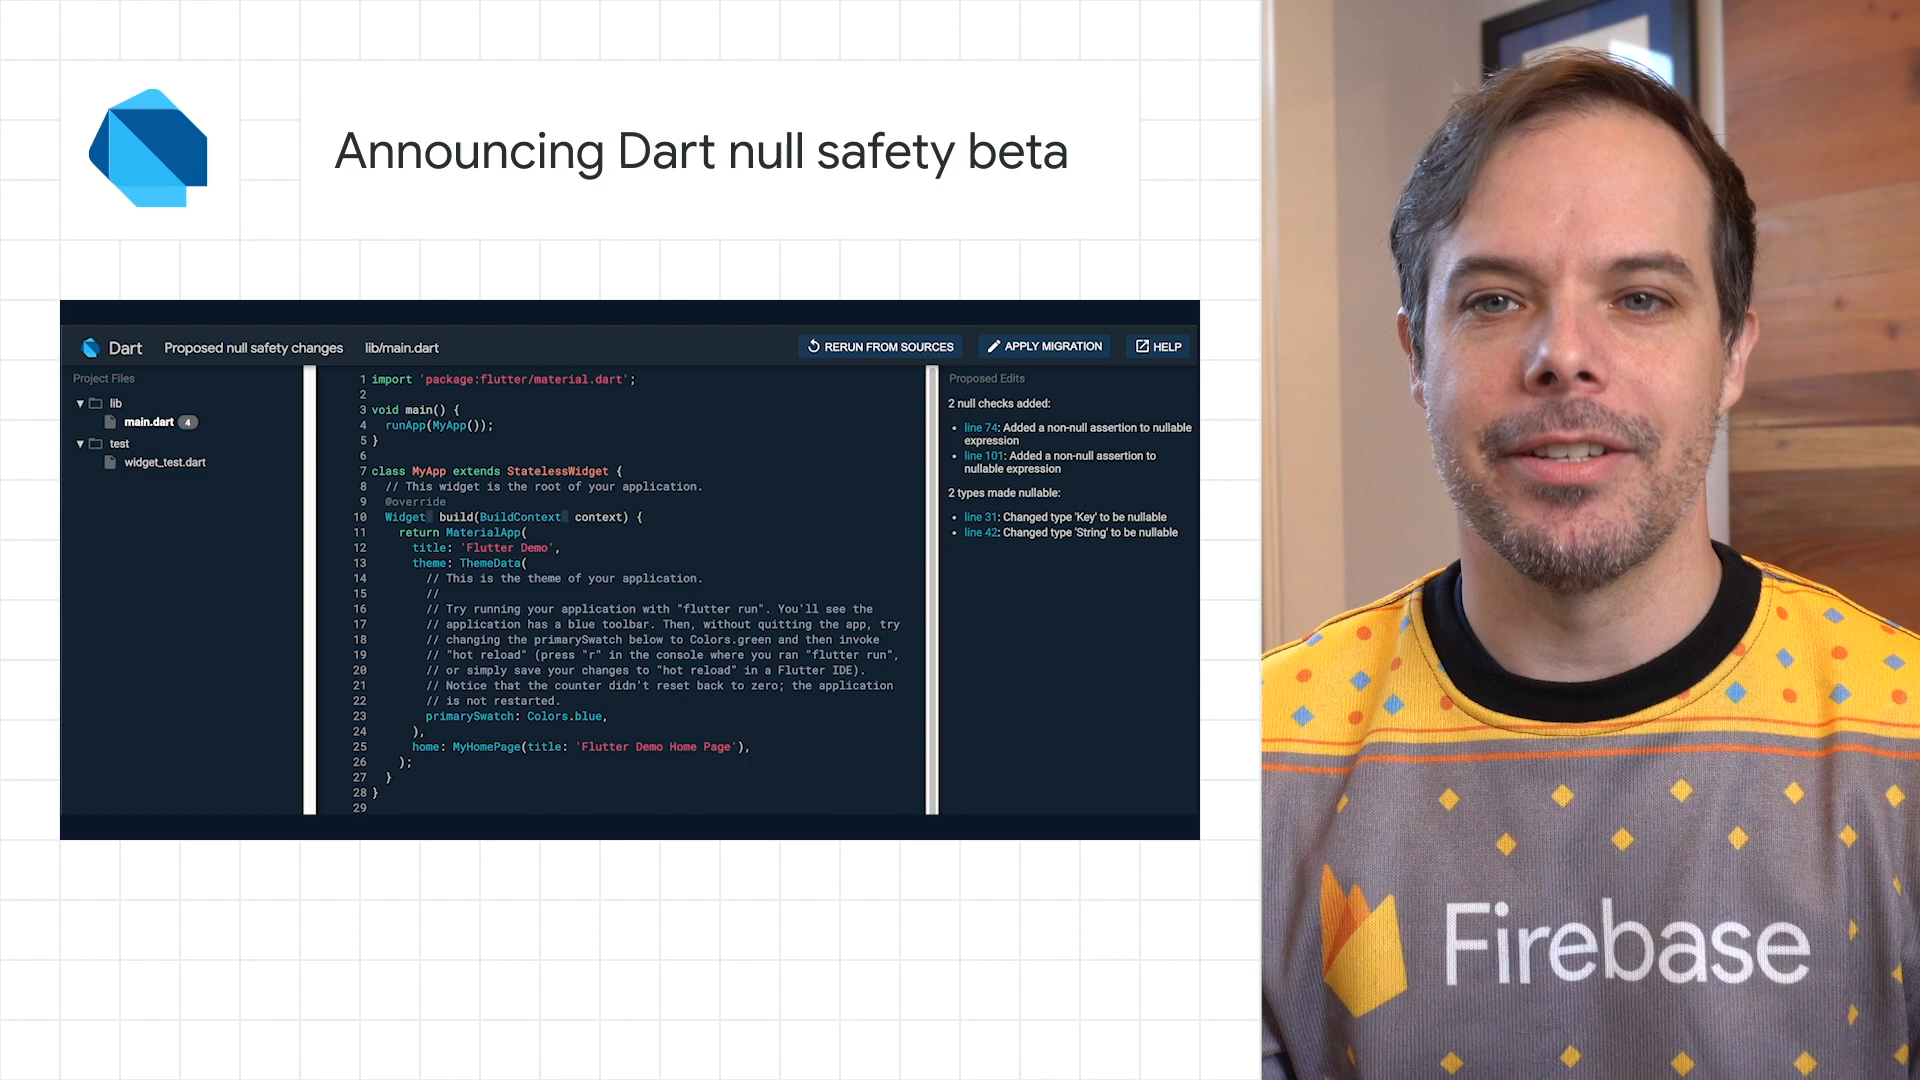 Announcing Dart null safety beta
Dart Proposed null safety changes lib/main.dart RERUN FROM SOURCES APPLY MIGRATION HELP
Project Files
lib
main.dart 4
test
widget_test.dart
1 import 'package:flutter/material.dart';
2
3 void main() {
4 runApp(MyApp());
5 }
6
7 class MyApp extends StatelessWidget {
8 // This widget is the root of your application.
9 @override
10 Widget build(BuildContext context) {
11 return MaterialApp(
12 title: 'Flutter Demo',
13 theme: ThemeData(
14 // This is the theme of your application.
15 //
16 // Try running your application with "flutter run". You'll see the
17 // application has a blue toolbar. Then, without quitting the app, try
18 // changing the primarySwatch below to Colors.green and then invoke
19 // "hot reload" (press "r" in the console where you ran "flutter run",
20 // or simply save your changes to "hot reload" in a Flutter IDE).
21 // Notice that the counter didn't reset back to zero; the application
22 // is not restarted.
23 primarySwatch: Colors.blue,
24 ),
25 home: MyHomePage(title: 'Flutter Demo Home Page'),
26 );
27 }
28 }
29
Proposed Edits
2 null checks added:
• line 74: Added a non-null assertion to nullable
expression
• line 101: Added a non-null assertion to
nullable expression
2 types made nullable:
• line 31: Changed type 'Key' to be nullable
• line 42: Changed type 'String' to be nullable
Firebase